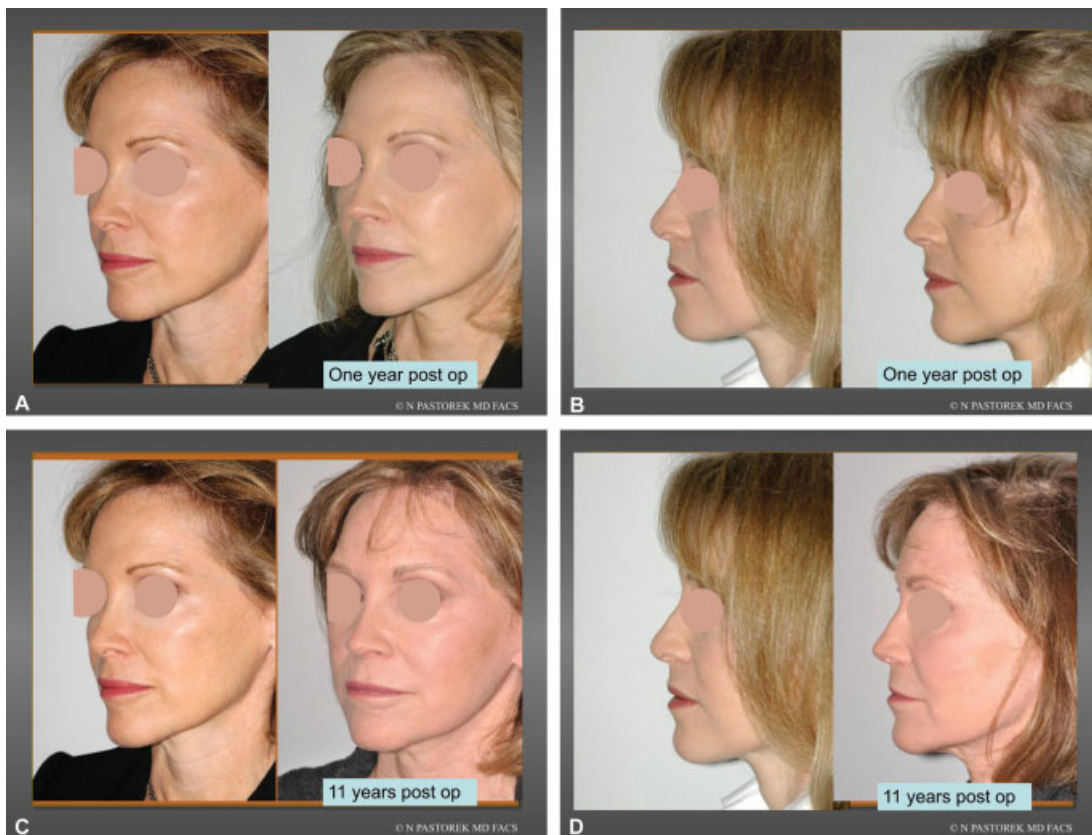 One year post op
A
© N PASTOREK MD FACS
One year post op
B
© N PASTOREK MD FACS
11 years post op
C
© N PASTOREK MD FACS
11 years post op
D
© N PASTOREK MD FACS